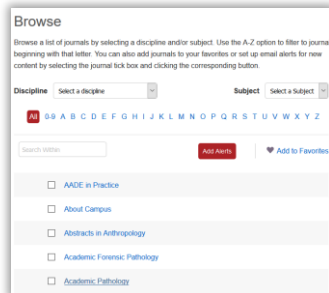 Browse
Browse a list of journals by selecting a discipline and/or subject. Use the A-Z option to filter to journa
beginning with that letter. You can also add journals to your favorites or set up email alerts for new
content by selecting the journal tick box and clicking the corresponding button.
Discipline Select a discipline Subject Select a Subject
All 0-9 A B C D E F G H I J K L M N O P Q R S T U V W X Y Z
Search Within Add Alerts Add to Favorites
AADE in Practice
About Campus
Abstracts in Anthropology
Academic Forensic Pathology
Academic Pathology